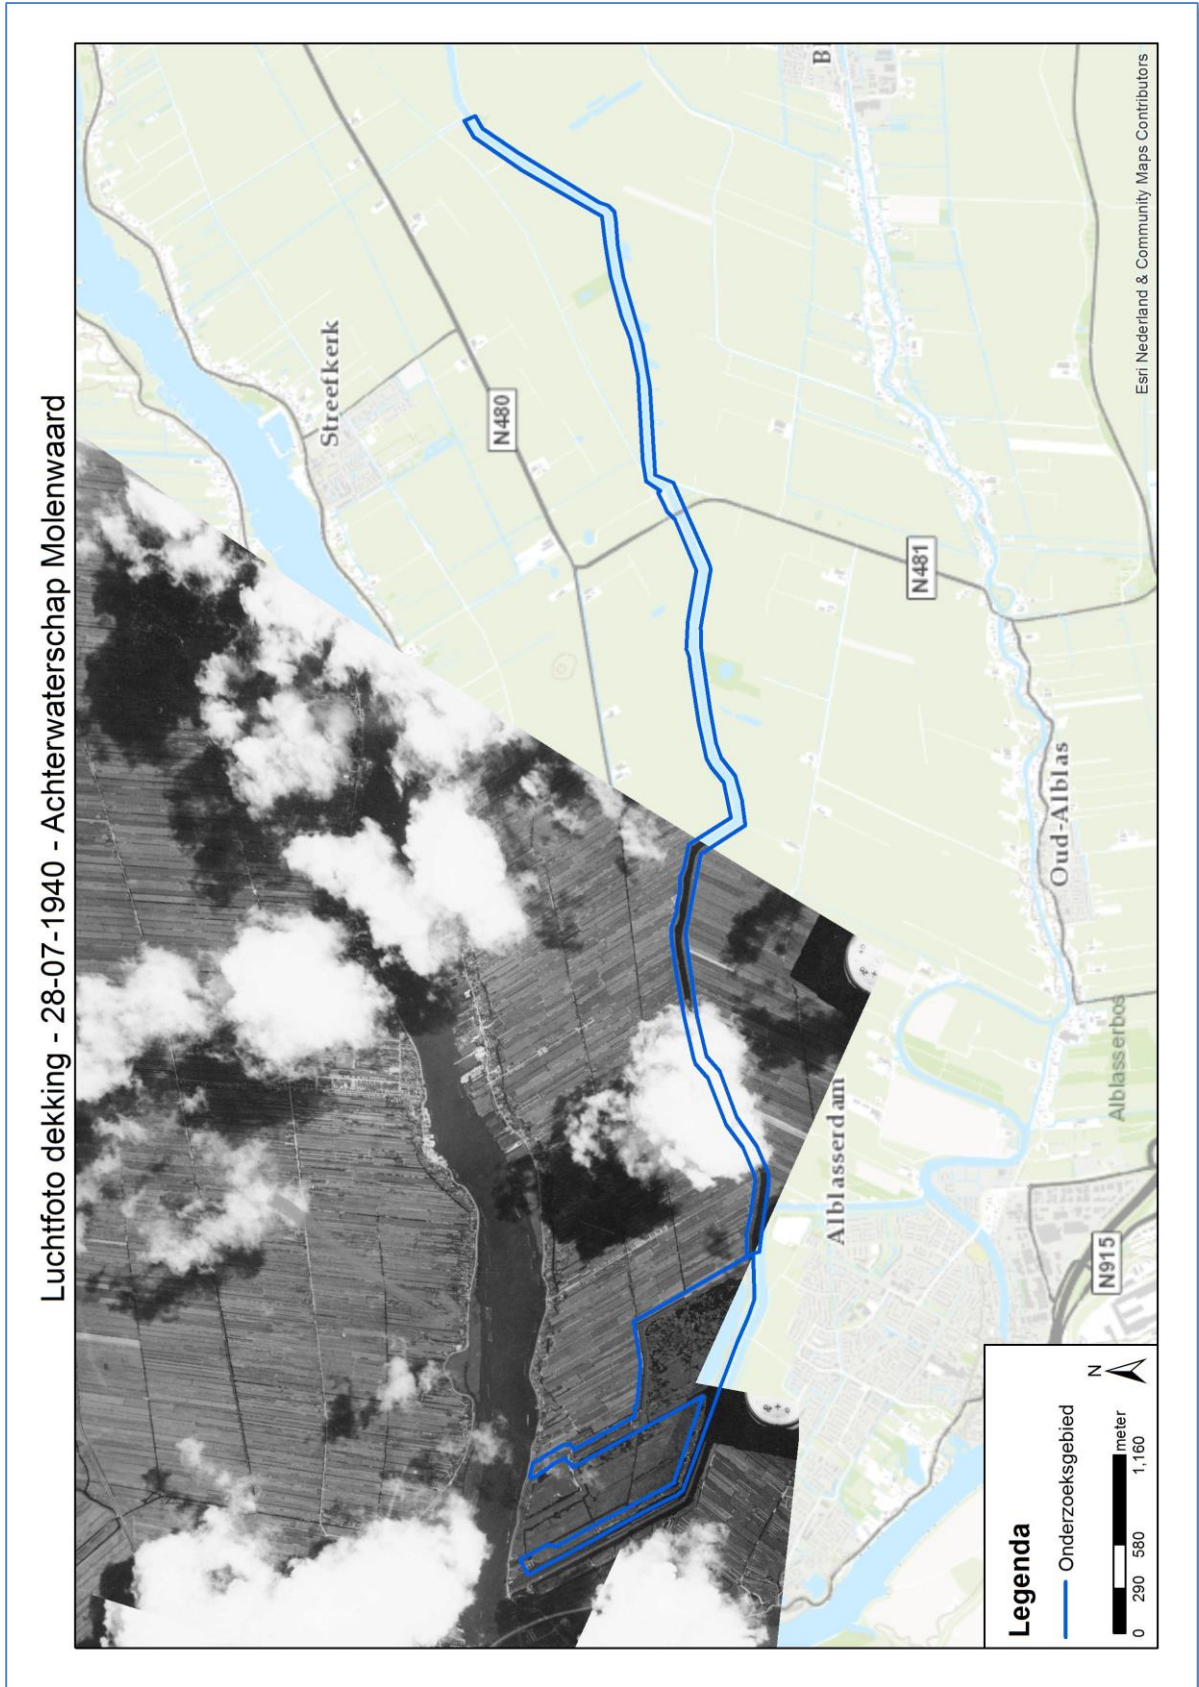 Luchtfoto dekking - 28-07-1940 - Achterwaterschap Molenwaard
Streefkerk
N480
N481
Bl
Oud-Alblas
Alblasserdam
Alblasserbos
N915
Esri Nederland & Community Maps Contributors
Legenda
Onderzoeksgebied
N
0 290 580 1,160
meter